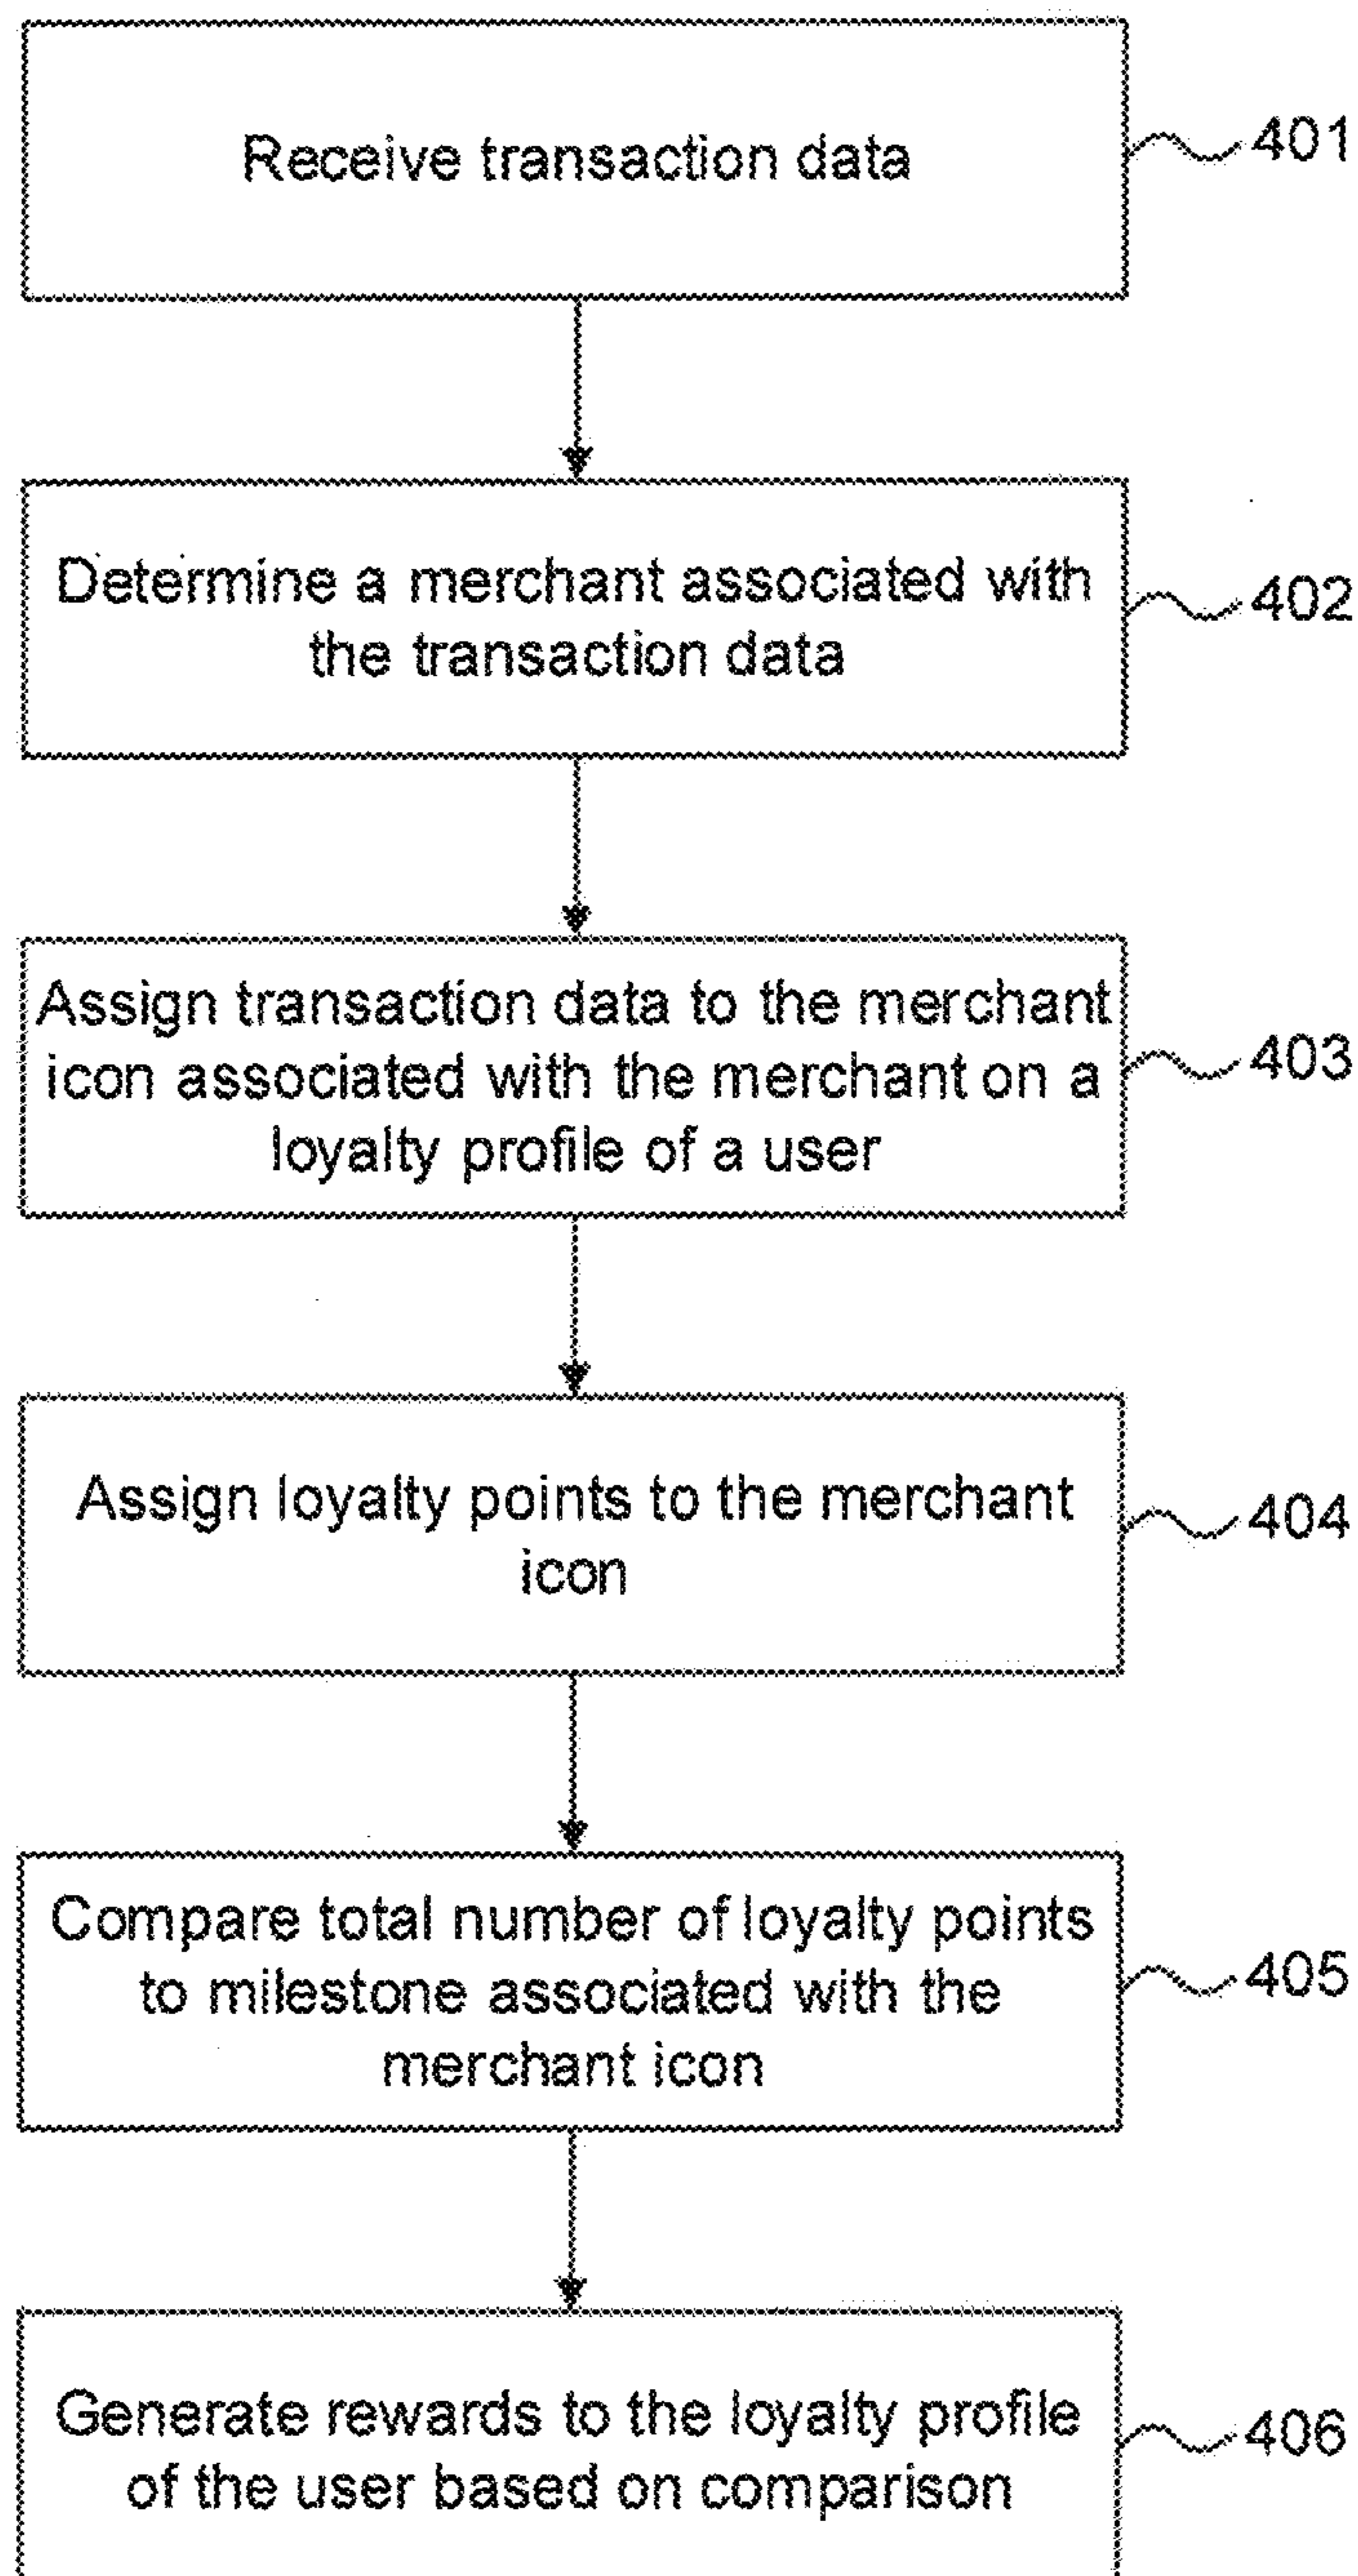 Receive transaction data
401
Determine a merchant associated with
the transaction data
402
Assign transaction data to the merchant
icon associated with the merchant on a
loyalty profile of a user
403
Assign loyalty points to the merchant
icon
404
Compare total number of loyalty points
to milestone associated with the
merchant icon
405
Generate rewards to the loyalty profile
of the user based on comparison
406